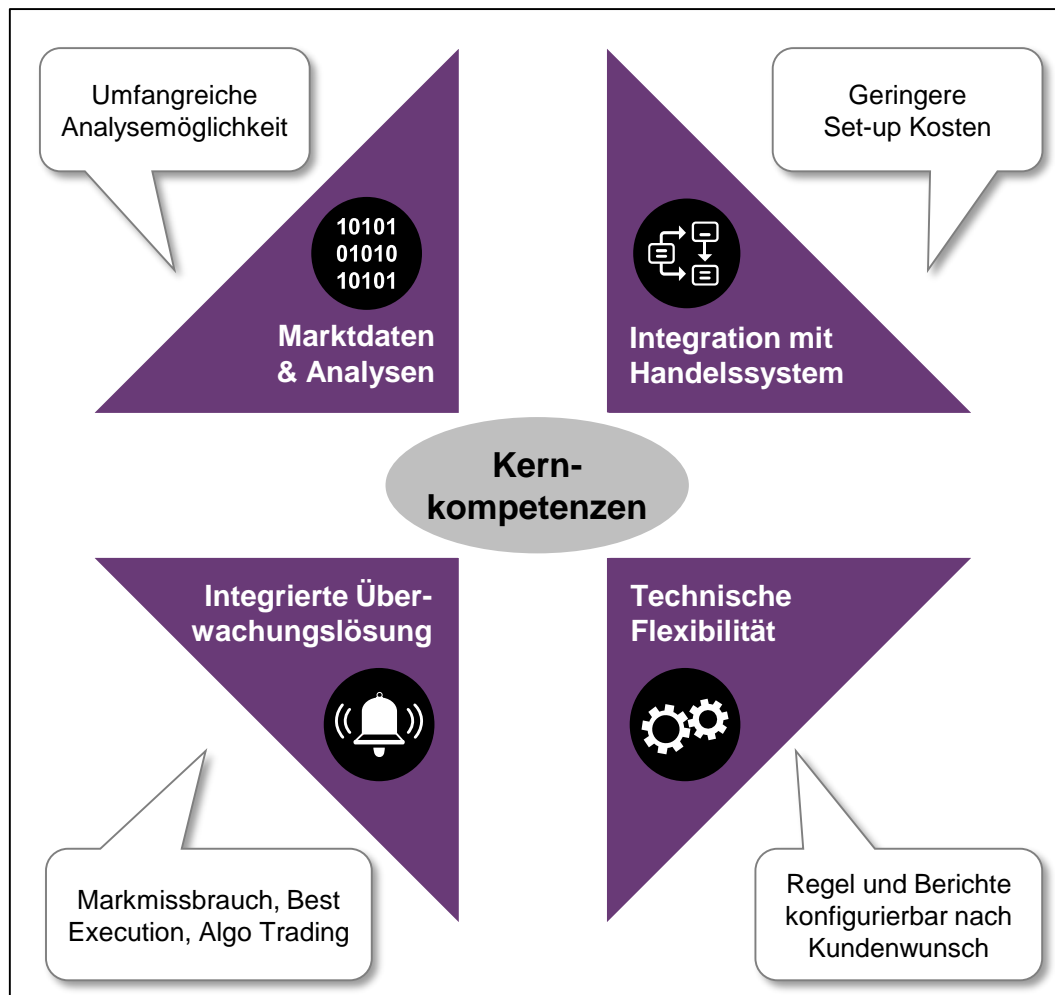 Umfangreiche
Analysemöglichkeit
Geringere
Set-up Kosten
10101
01010
10101
Marktdaten
& Analysen
Integration mit
Handelssystem
Kern-
kompetenzen
Integrierte Über-
wachungslösung
Technische
Flexibilität
Markmissbrauch, Best
Execution, Algo Trading
Regel und Berichte
konfigurierbar nach
Kundenwunsch